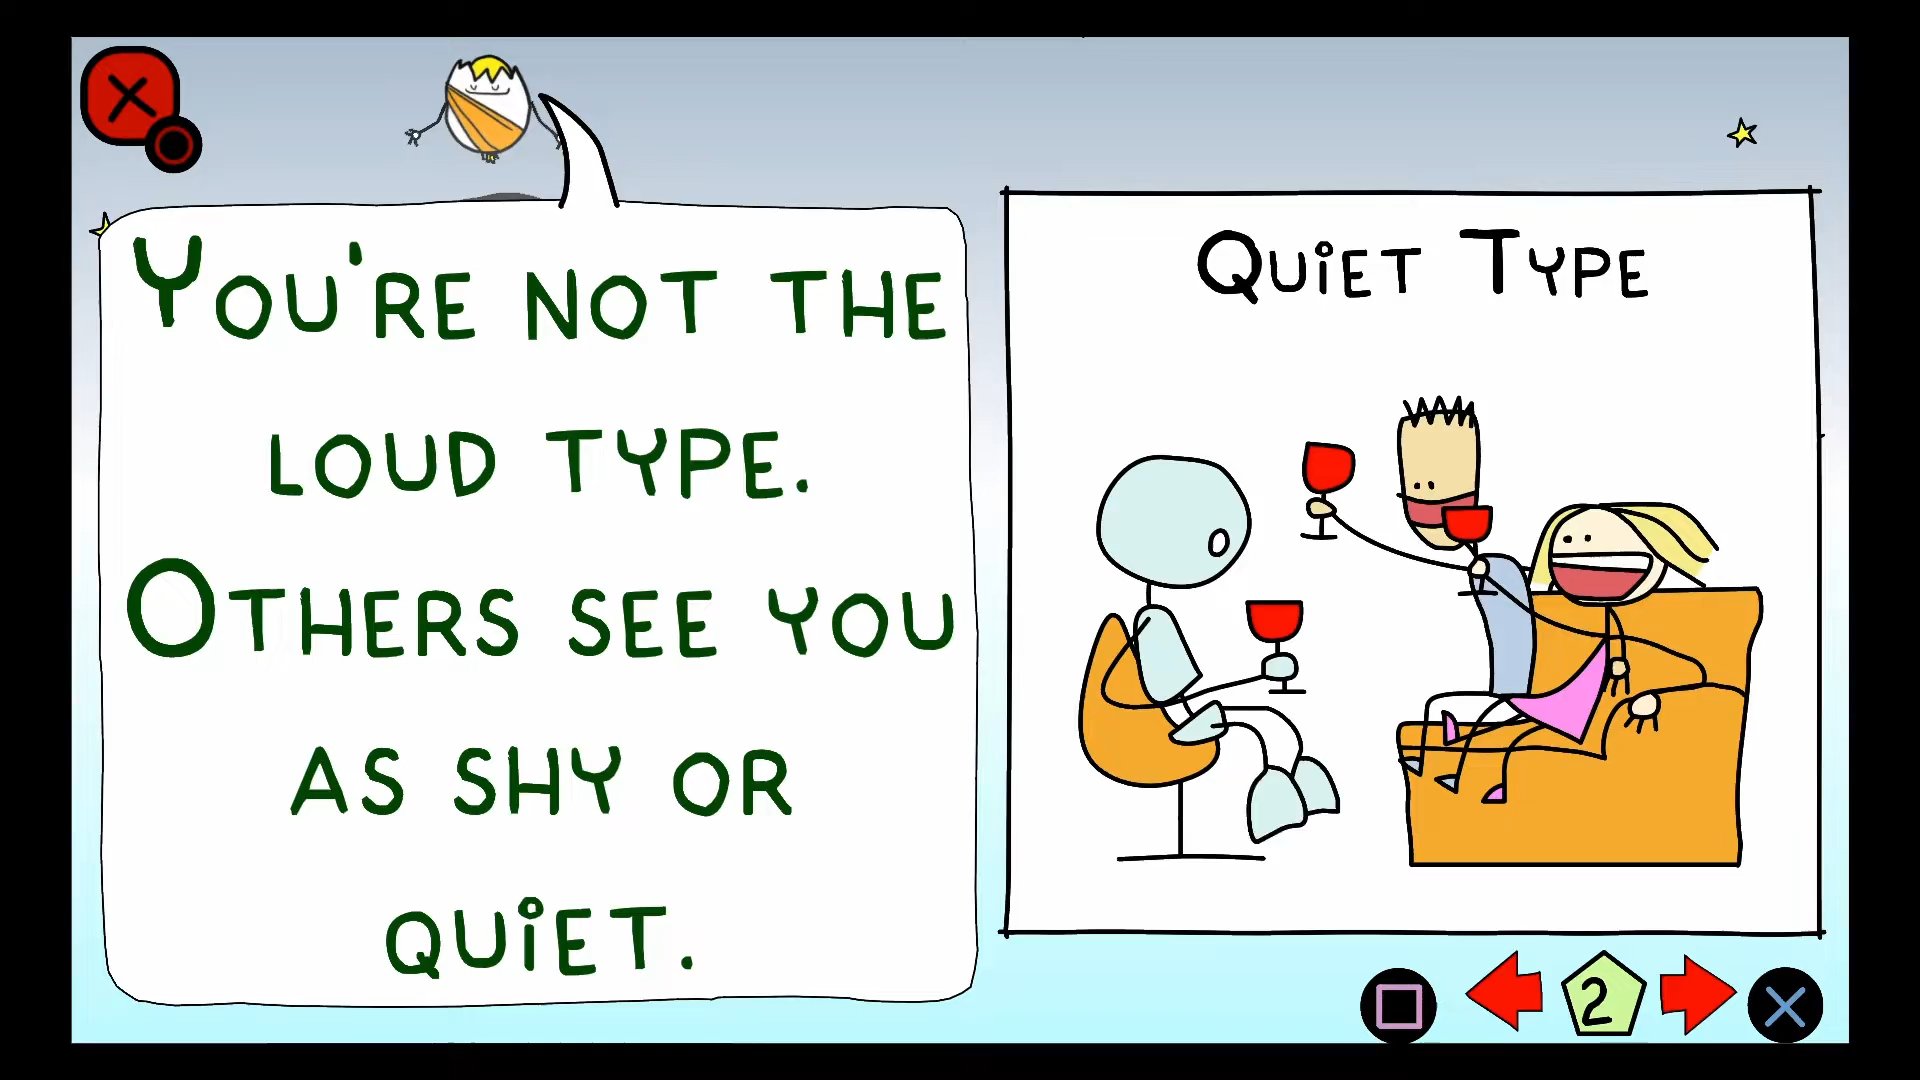 You're not the
loud type.
Others see you
as shy or
quiet.
Quiet Type
2